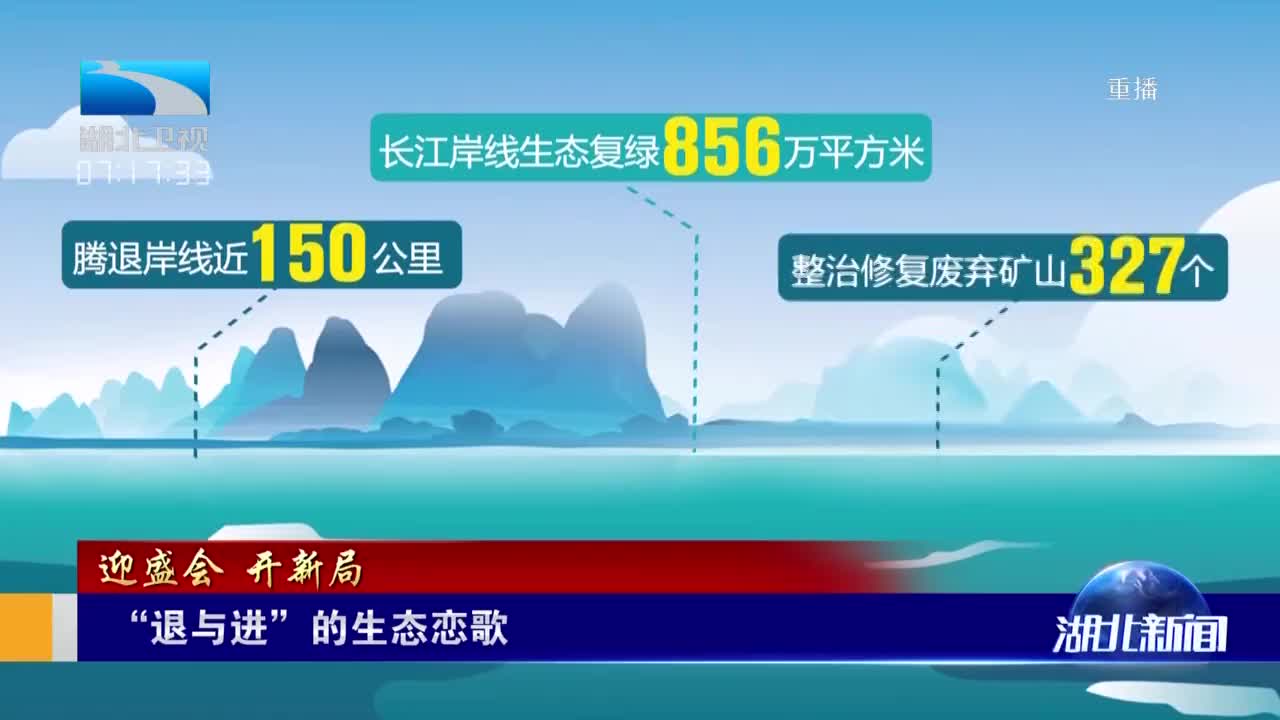 重播
湖北卫视
07:17:33
长江岸线生态复绿856万平方米
腾退岸线近150公里
整治修复废弃矿山327个
迎盛会 开新局
“退与进”的生态恋歌
湖北新闻